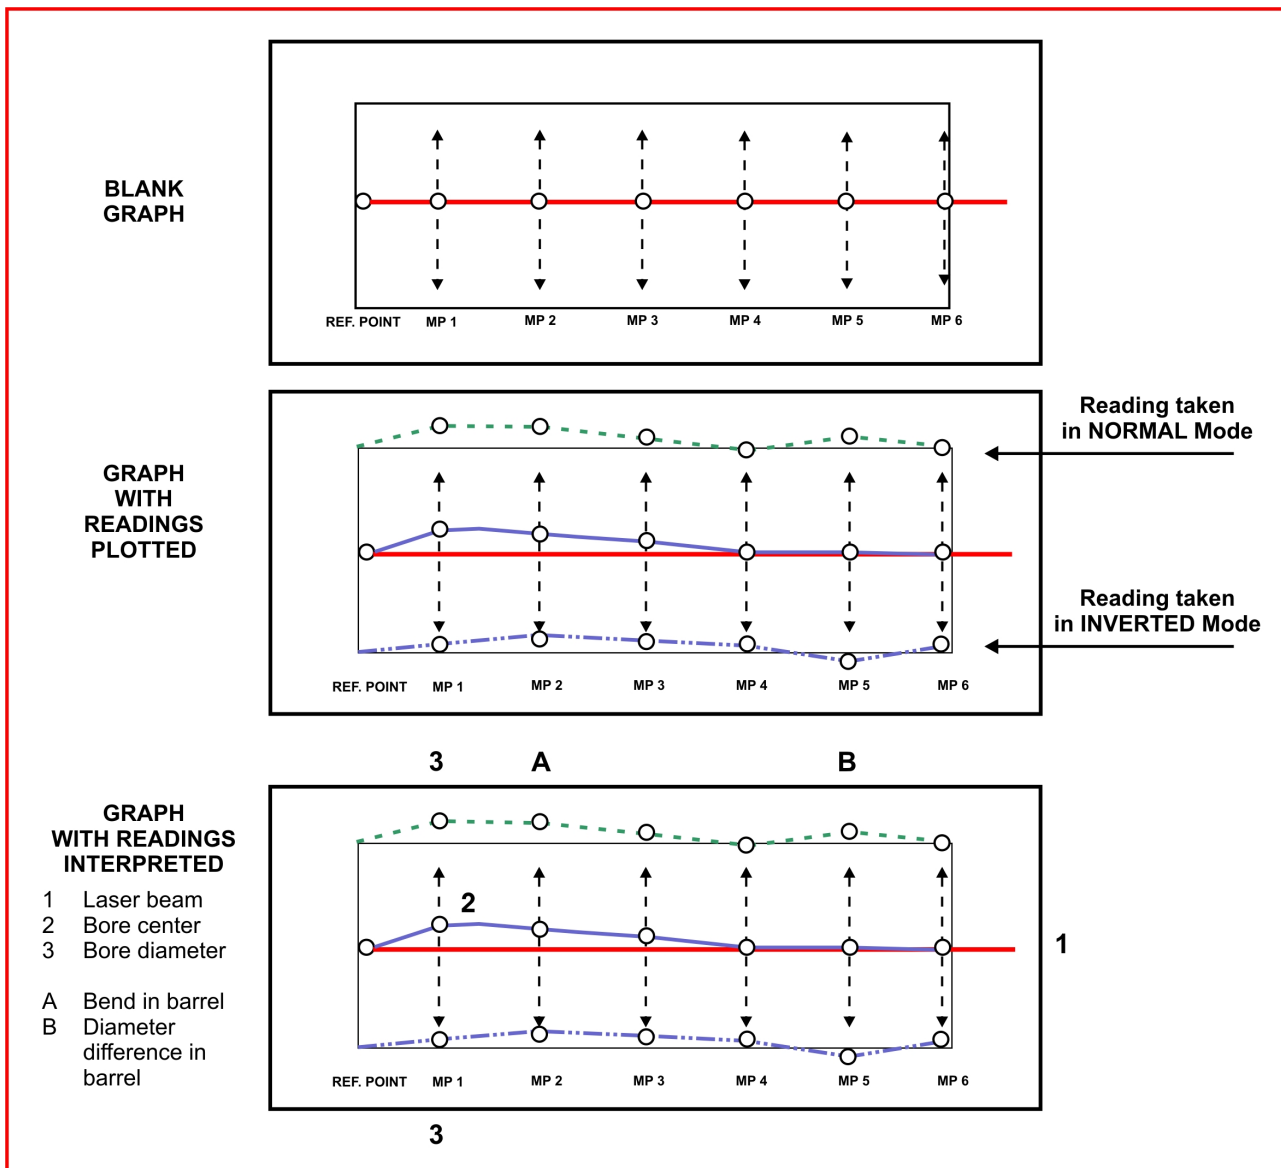 BLANK
GRAPH
REF. POINT MP 1 MP 2 MP 3 MP 4 MP 5 MP 6
GRAPH
WITH
READINGS
PLOTTED
Reading taken
in NORMAL Mode
Reading taken
in INVERTED Mode
REF. POINT MP 1 MP 2 MP 3 MP 4 MP 5 MP 6
3 A B
GRAPH
WITH READINGS
INTERPRETED
1 Laser beam
2 Bore center
3 Bore diameter
A Bend in barrel
B Diameter
difference in
barrel
2
1
REF. POINT MP 1 MP 2 MP 3 MP 4 MP 5 MP 6
3